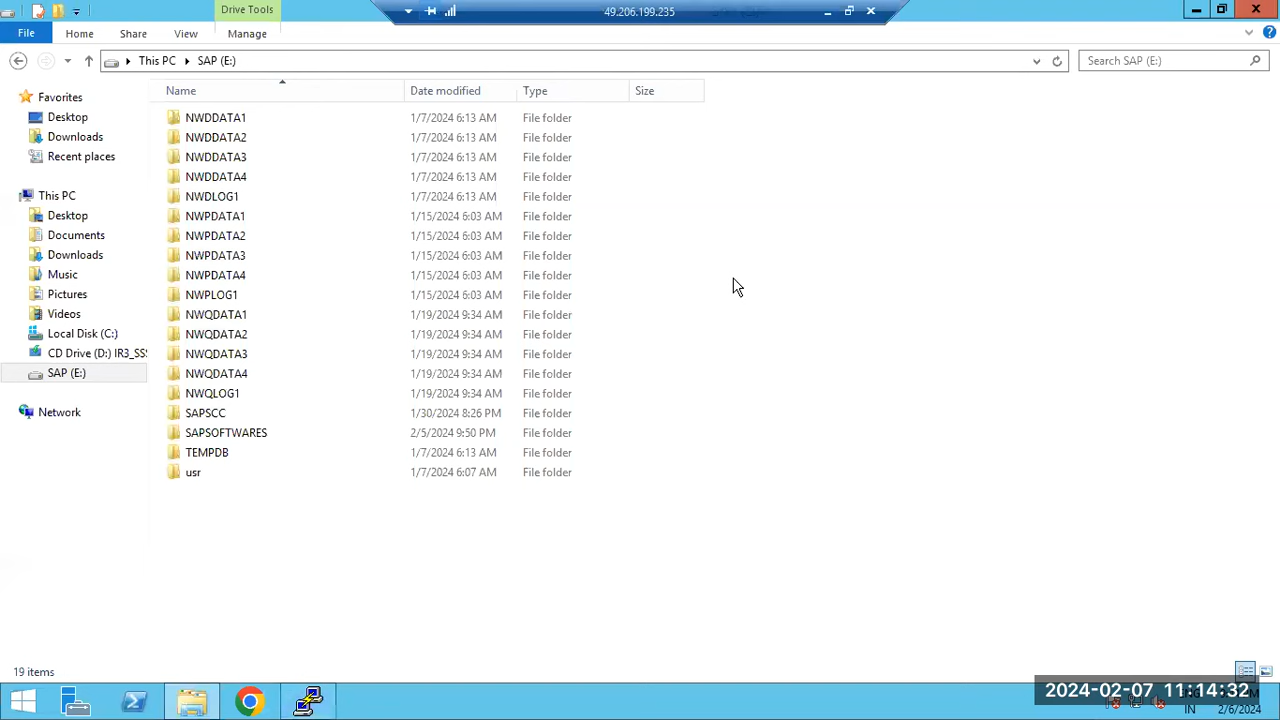 Drive Tools
49.206.199.235
File Home Share View Manage
This PC SAP (E:) Search SAP (E:)
Name Date modified Type Size
Favorites
Desktop
Downloads
Recent places
This PC
Desktop
Documents
Downloads
Music
Pictures
Videos
Local Disk (C:)
CD Drive (D:) IR3_SS
SAP (E:)
Network
NWDDATA1 1/7/2024 6:13 AM File folder
NWDDATA2 1/7/2024 6:13 AM File folder
NWDDATA3 1/7/2024 6:13 AM File folder
NWDDATA4 1/7/2024 6:13 AM File folder
NWDLOG1 1/7/2024 6:13 AM File folder
NWPDATA1 1/15/2024 6:03 AM File folder
NWPDATA2 1/15/2024 6:03 AM File folder
NWPDATA3 1/15/2024 6:03 AM File folder
NWPDATA4 1/15/2024 6:03 AM File folder
NWPLOG1 1/15/2024 6:03 AM File folder
NWQDATA1 1/19/2024 9:34 AM File folder
NWQDATA2 1/19/2024 9:34 AM File folder
NWQDATA3 1/19/2024 9:34 AM File folder
NWQDATA4 1/19/2024 9:34 AM File folder
NWQLOG1 1/19/2024 9:34 AM File folder
SAPSCC 1/30/2024 8:26 PM File folder
SAPSOFTWARES 2/5/2024 9:50 PM File folder
TEMPDB 1/7/2024 6:13 AM File folder
usr 1/7/2024 6:07 AM File folder
19 items
2024-02-07 11:14:32
IN 2/6/2024